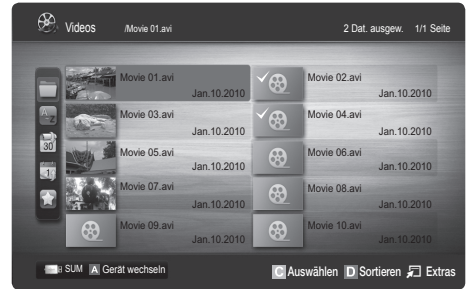 Videos /Movie 01.avi 2 Dat. ausgew. 1/1 Seite
Movie 01.avi
Jan.10.2010
Movie 02.avi
Jan.10.2010
Movie 03.avi
Jan.10.2010
Movie 04.avi
Jan.10.2010
Movie 05.avi
Jan.10.2010
Movie 06.avi
Jan.10.2010
Movie 07.avi
Jan.10.2010
Movie 08.avi
Jan.10.2010
Movie 09.avi
Jan.10.2010
Movie 10.avi
Jan.10.2010
30
1
SUM A Gerät wechseln C Auswählen D Sortieren Extras